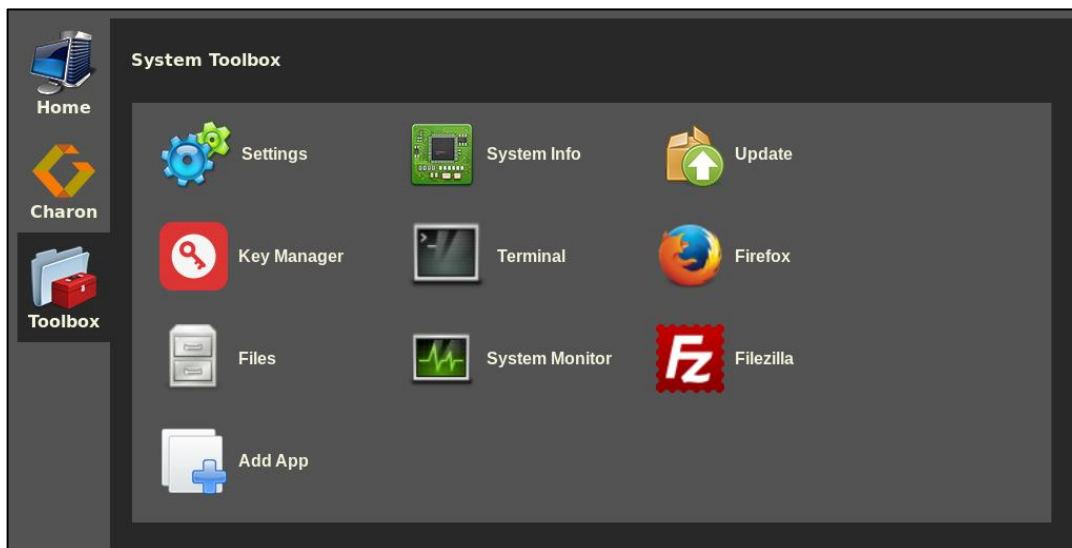 System Toolbox
Home
Charon
Toolbox
Settings
System Info
Update
Key Manager
Terminal
Firefox
Files
System Monitor
Filezilla
Fz
Add App